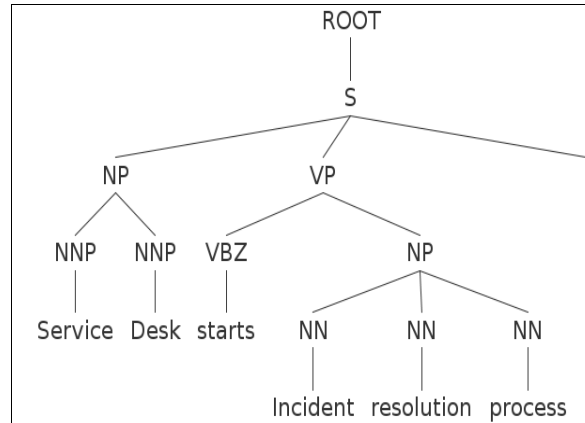 ROOT
S
NP VP
NNP NNP VBZ NP
Service Desk starts NN NN NN
Incident resolution process